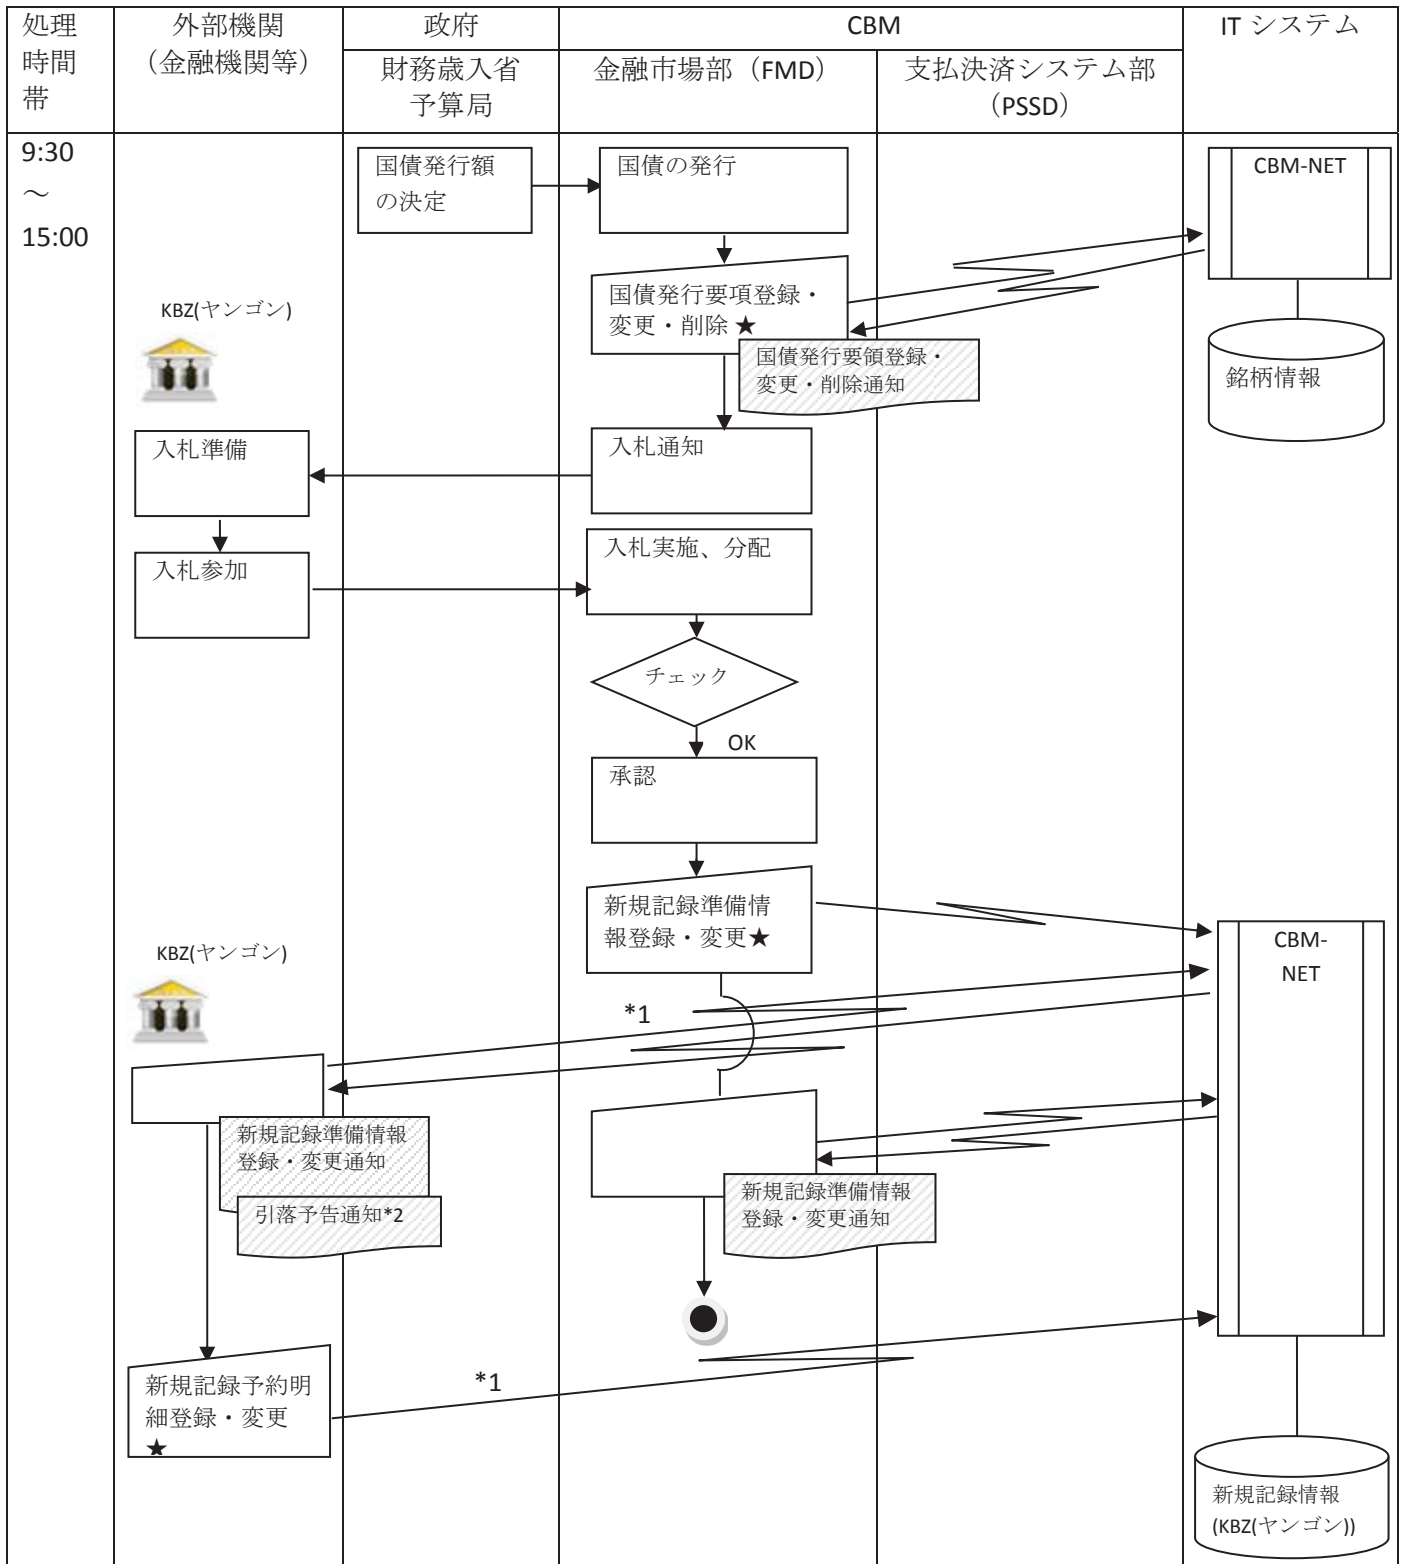 処理
時間
帯
外部機関
（金融機関等）
政府
CBM
IT システム
財務歳入省
予算局
金融市場部（FMD）
支払決済システム部
（PSSD）
9:30
～
15:00
国債発行額
の決定
国債の発行
CBM-NET
国債発行要項登録・
変更・削除 ★
KBZ(ヤンゴン)
国債発行要領登録・
変更・削除通知
銘柄情報
入札準備
入札通知
入札参加
入札実施、分配
チェック
OK
承認
新規記録準備情
報登録・変更★
CBM-
NET
KBZ(ヤンゴン)
*1
新規記録準備情報
登録・変更通知
引落予告通知*2
新規記録準備情報
登録・変更通知
新規記録予約明
細登録・変更
★
*1
新規記録情報
(KBZ(ヤンゴン))